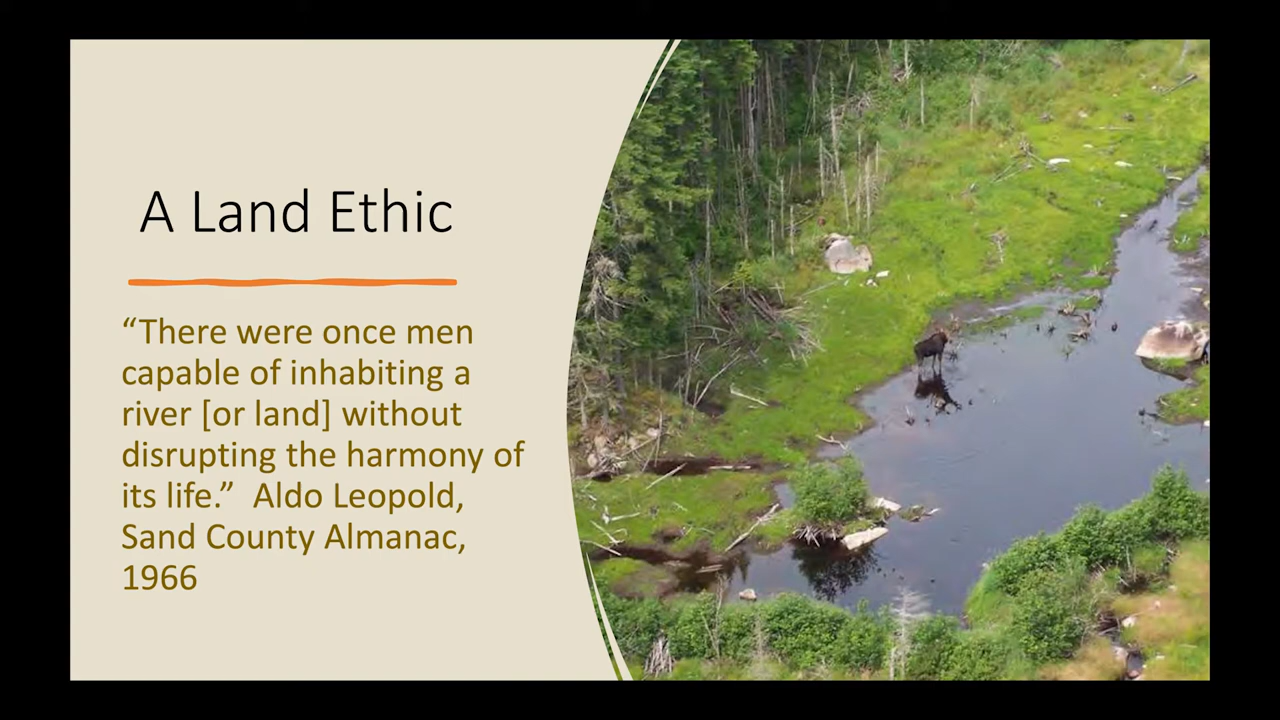 A Land Ethic
“There were once men
capable of inhabiting a
river [or land] without
disrupting the harmony of
its life.”  Aldo Leopold,
Sand County Almanac,
1966